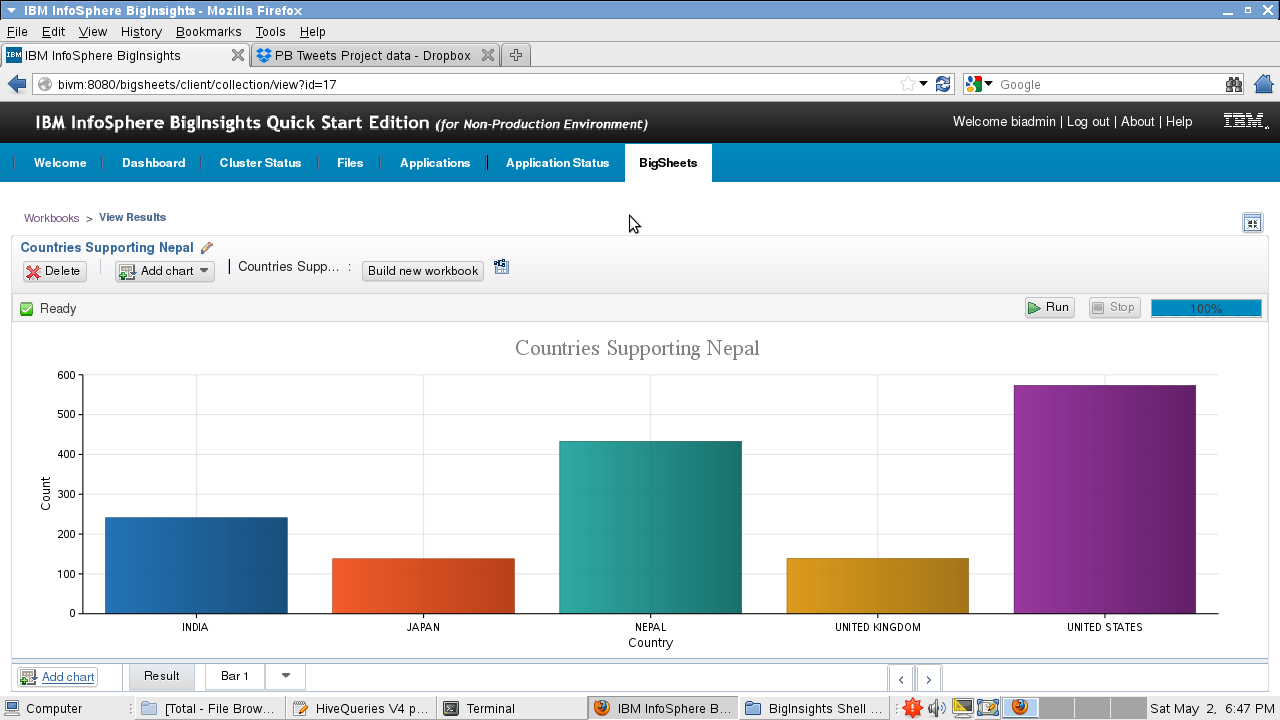 IBM InfoSphere BigInsights - Mozilla Firefox
File Edit View History Bookmarks Tools Help
IBM IBM InfoSphere BigInsights PB Tweets Project data - Dropbox
bivm:8080/bigsheets/client/collection/view?id=17 Google
IBM InfoSphere BigInsights Quick Start Edition (for Non-Production Environment) Welcome biadmin | Log out | About | Help IBM.
Welcome Dashboard Cluster Status Files Applications Application Status BigSheets
Workbooks > View Results
Countries Supporting Nepal
Delete Add chart Countries Supp... : Build new workbook
Ready Run Stop 100%
Countries Supporting Nepal
600
500
400
300
200
100
0
Count
INDIA JAPAN NEPAL UNITED KINGDOM UNITED STATES
Country
Add chart Result Bar 1 < >
Computer [Total - File Brow... HiveQueries V4 p... Terminal IBM InfoSphere B... BigInsights Shell ... Sat May 2, 6:47 PM